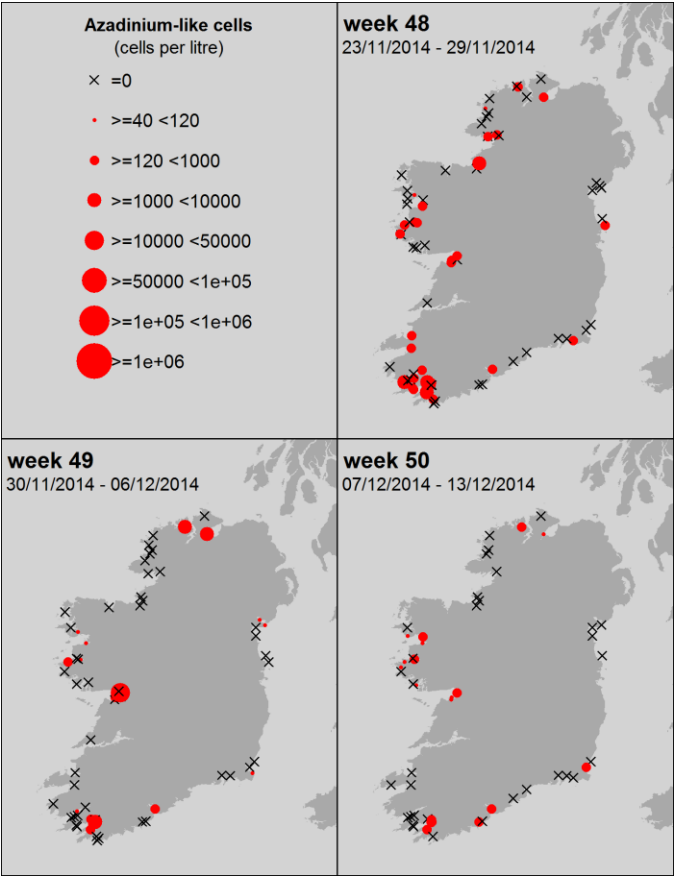 Azadinium-like cells
(cells per litre)
=0
>=40 <120
>=120 <1000
>=1000 <10000
>=10000 <50000
>=50000 <1e+05
>=1e+05 <1e+06
>=1e+06
week 48
23/11/2014 - 29/11/2014
week 49
30/11/2014 - 06/12/2014
week 50
07/12/2014 - 13/12/2014